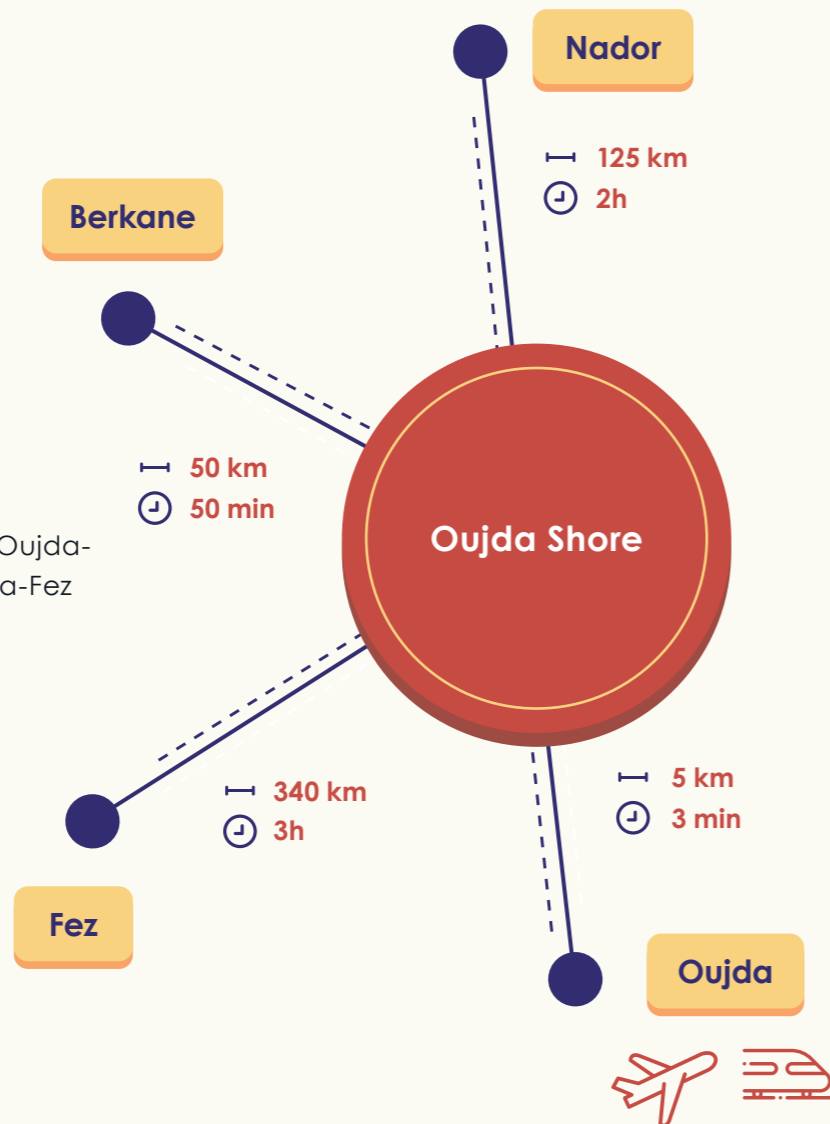 Nador
125 km
2h
Berkane
50 km
50 min
Oujda-
a-Fez
Oujda Shore
340 km
3h
5 km
3 min
Fez
Oujda